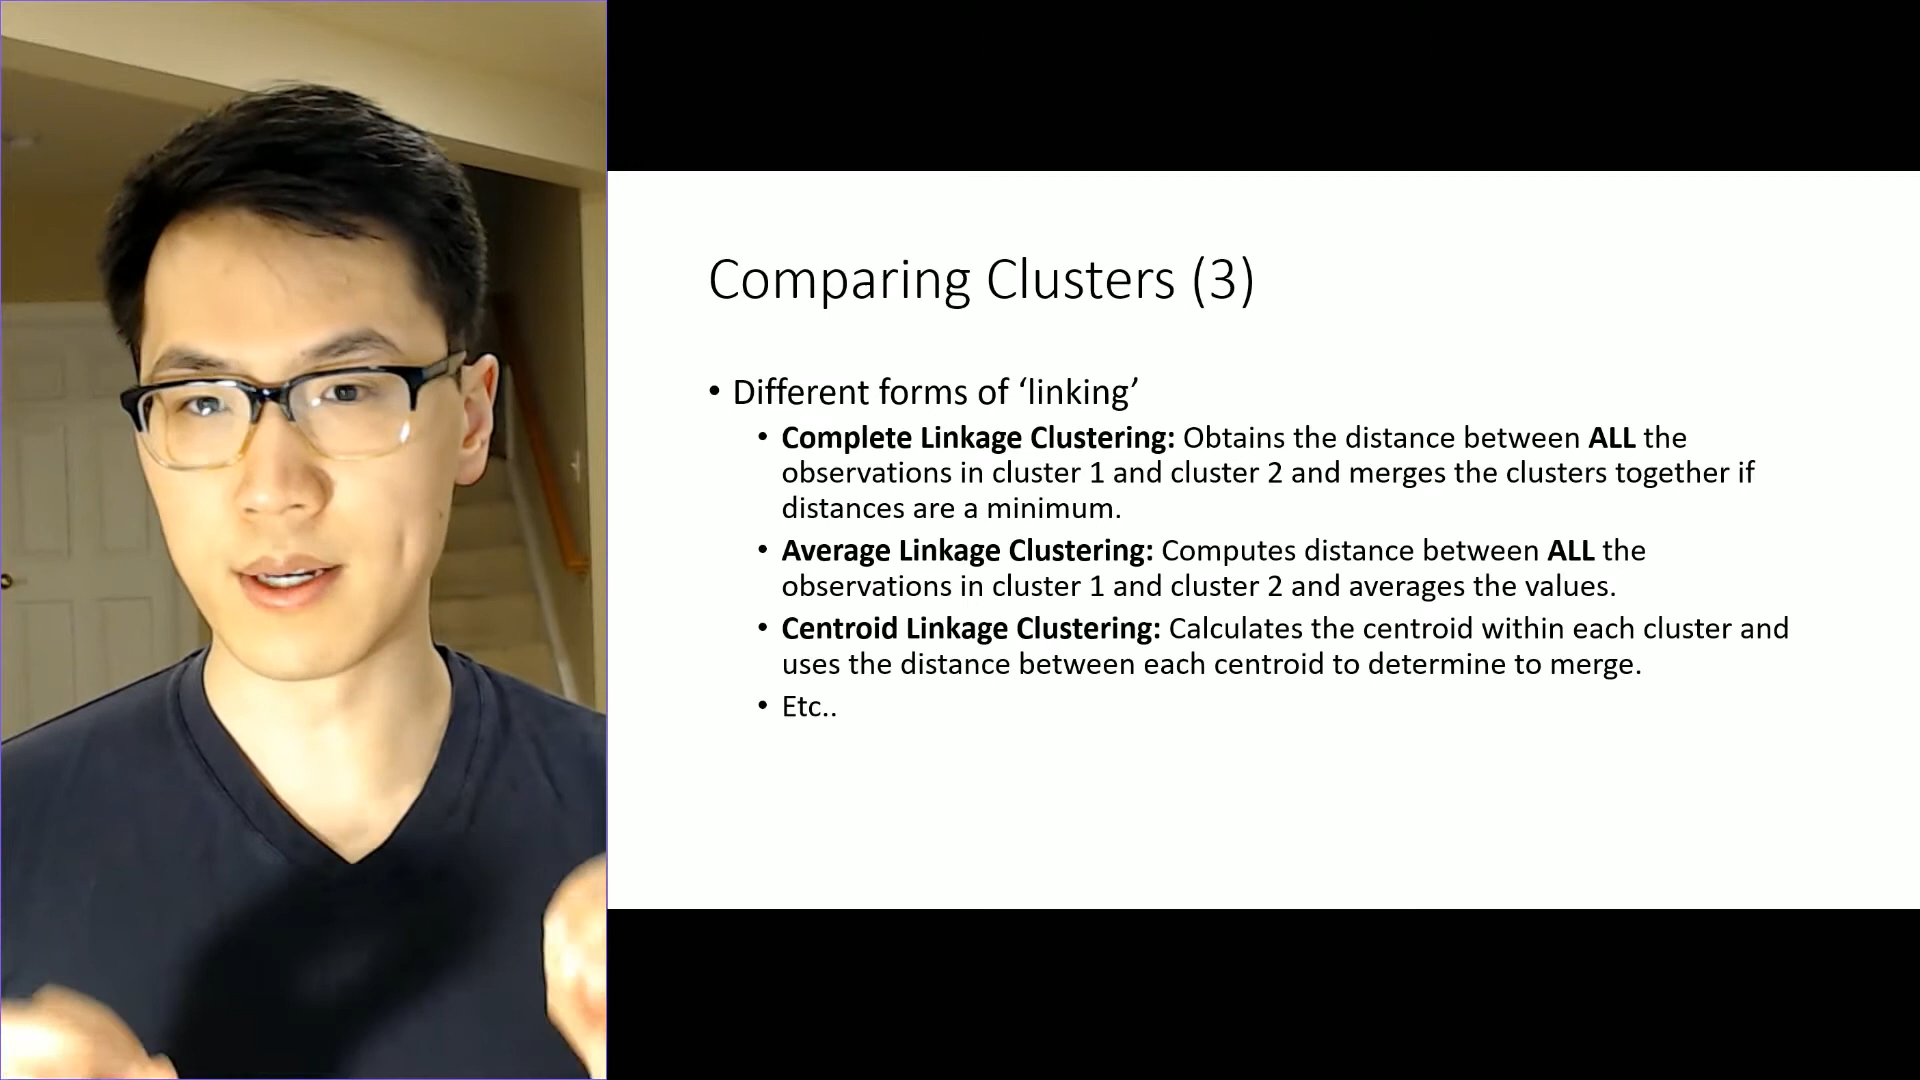 Comparing Clusters (3)
• Different forms of ‘linking’
• Complete Linkage Clustering: Obtains the distance between ALL the
observations in cluster 1 and cluster 2 and merges the clusters together if
distances are a minimum.
• Average Linkage Clustering: Computes distance between ALL the
observations in cluster 1 and cluster 2 and averages the values.
• Centroid Linkage Clustering: Calculates the centroid within each cluster and
uses the distance between each centroid to determine to merge.
• Etc..